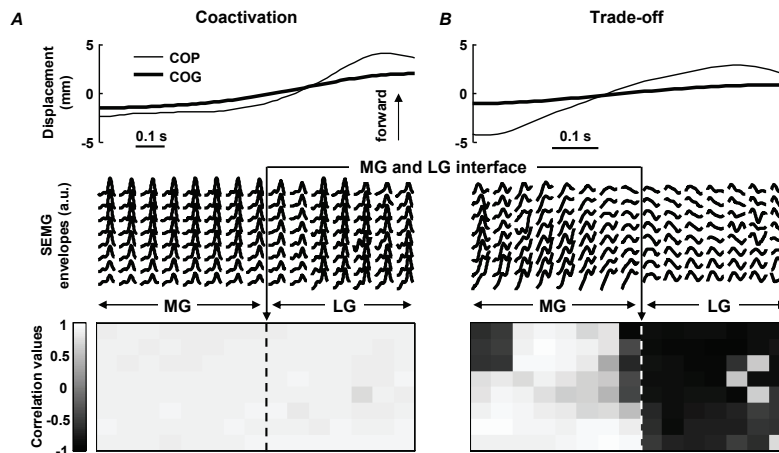 A Coactivation
B Trade-off
5
0
-5
Displacement
(mm)
COP
COG
0.1 s
forward
5
0
-5
0.1 s
MG and LG interface
SEMG
envelopes (a.u.)
MG
LG
MG
LG
Correlation values
1
0.5
0
-0.5
-1